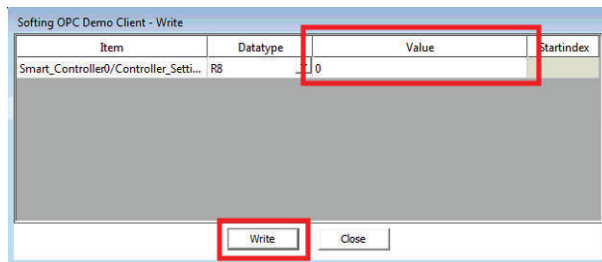 Softing OPC Demo Client - Write
Item Datatype Value Startindex
Smart_Controller0/Controller_Setti... R8 0
Write Close